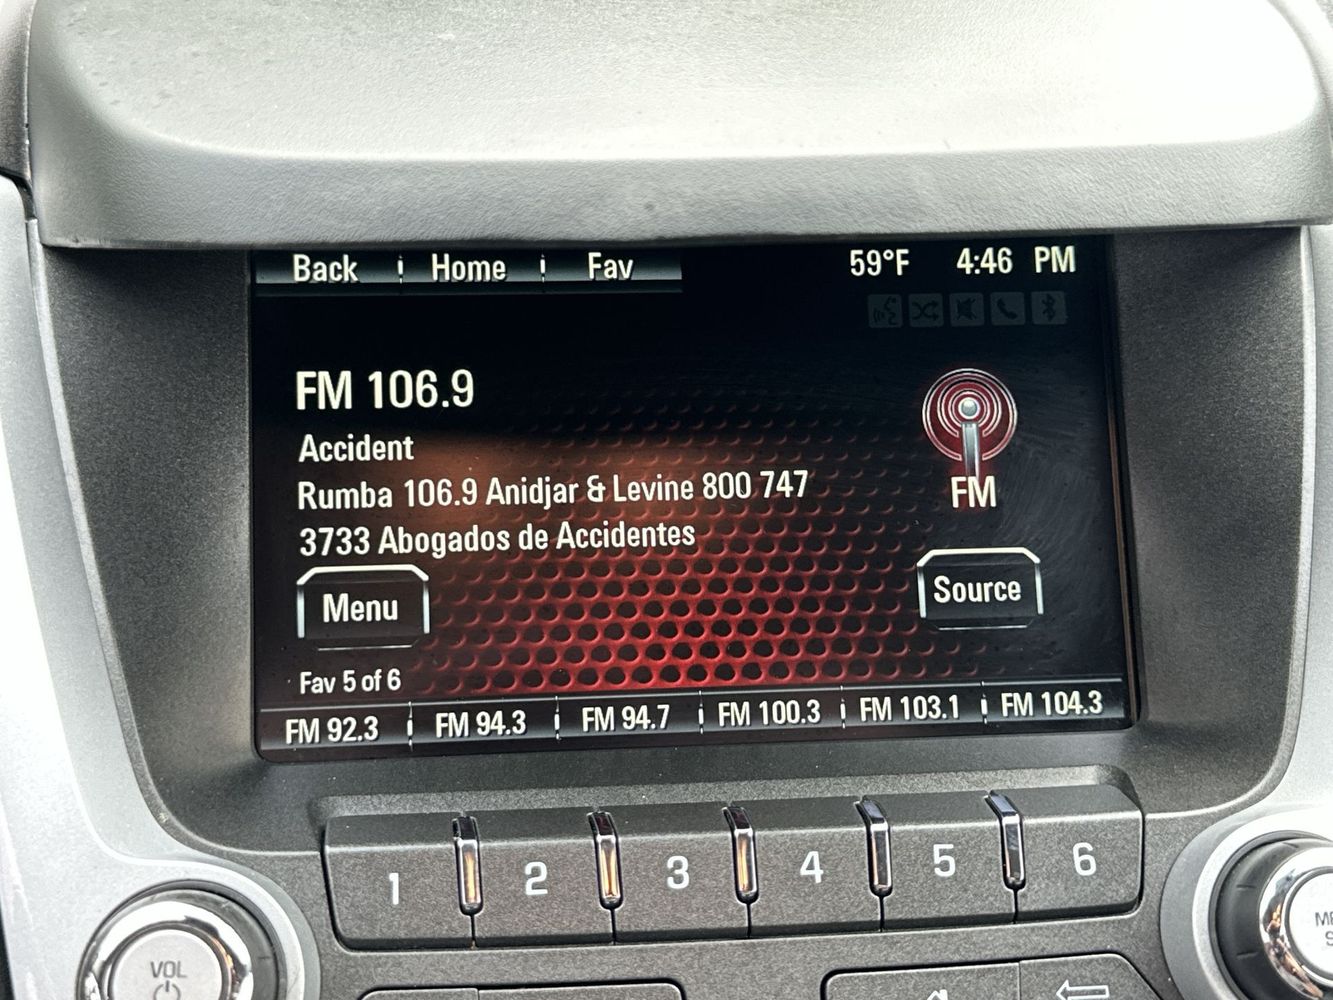 Back Home Fav 59°F 4:46 PM
FM 106.9
Accident
Rumba 106.9 Anidjar & Levine 800 747
3733 Abogados de Accidentes
FM
Menu
Source
Fav 5 of 6
FM 92.3 FM 94.3 FM 94.7 FM 100.3 FM 103.1 FM 104.3
1 2 3 4 5 6
VOL